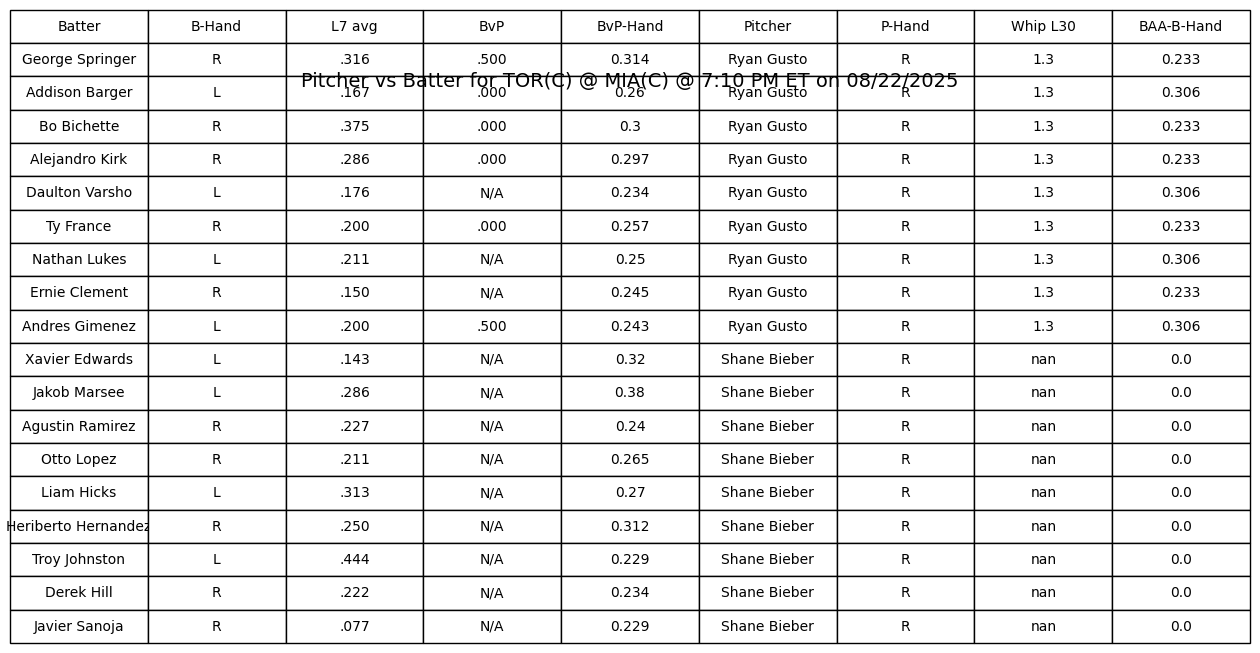 Batter B-Hand L7 avg BvP BvP-Hand Pitcher P-Hand Whip L30 BAA-B-Hand
George Springer R .316 .500 0.314 Ryan Gusto R 1.3 0.233
Pitcher vs Batter for TOR(C) @ MIA(C) @ 7:10 PM ET on 08/22/2025
Addison Barger L .167 .000 0.26 Ryan Gusto R 1.3 0.306
Bo Bichette R .375 .000 0.3 Ryan Gusto R 1.3 0.233
Alejandro Kirk R .286 .000 0.297 Ryan Gusto R 1.3 0.233
Daulton Varsho L .176 N/A 0.234 Ryan Gusto R 1.3 0.306
Ty France R .200 .000 0.257 Ryan Gusto R 1.3 0.233
Nathan Lukes L .211 N/A 0.25 Ryan Gusto R 1.3 0.306
Ernie Clement R .150 N/A 0.245 Ryan Gusto R 1.3 0.233
Andres Gimenez L .200 .500 0.243 Ryan Gusto R 1.3 0.306
Xavier Edwards L .143 N/A 0.32 Shane Bieber R nan 0.0
Jakob Marsee L .286 N/A 0.38 Shane Bieber R nan 0.0
Agustin Ramirez R .227 N/A 0.24 Shane Bieber R nan 0.0
Otto Lopez R .211 N/A 0.265 Shane Bieber R nan 0.0
Liam Hicks L .313 N/A 0.27 Shane Bieber R nan 0.0
Heriberto Hernandez R .250 N/A 0.312 Shane Bieber R nan 0.0
Troy Johnston L .444 N/A 0.229 Shane Bieber R nan 0.0
Derek Hill R .222 N/A 0.234 Shane Bieber R nan 0.0
Javier Sanoja R .077 N/A 0.229 Shane Bieber R nan 0.0